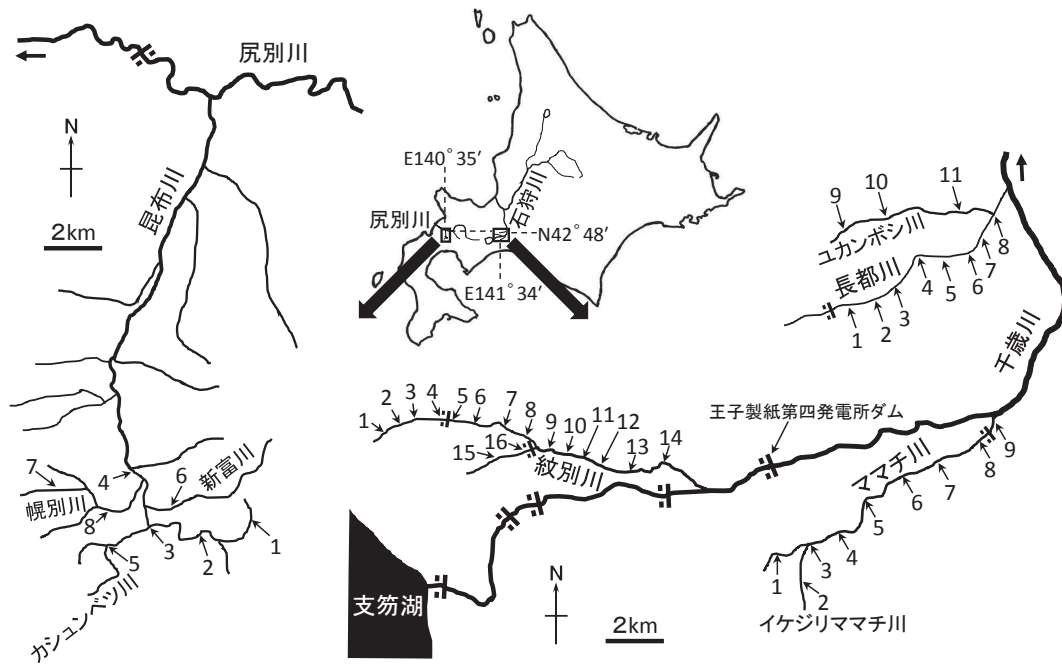 尻別川
N
昆布川
2km
7
4
6
新富川
幌別川
8
3
2
1
5
カシュンベツ川
E140°35′
石狩川
尻別川
N42°48′
E141°34′
9
10
11
ユカンボシ川
8
7
6
長都川
4
5
3
2
1
千歳川
王子製紙第四発電所ダム
1
2
3
4
5
6
7
8
9
10
11
12
13
14
15
16
紋別川
9
8
ママチ川
7
6
5
4
3
1
2
イケジリママチ川
N
2km
支笏湖